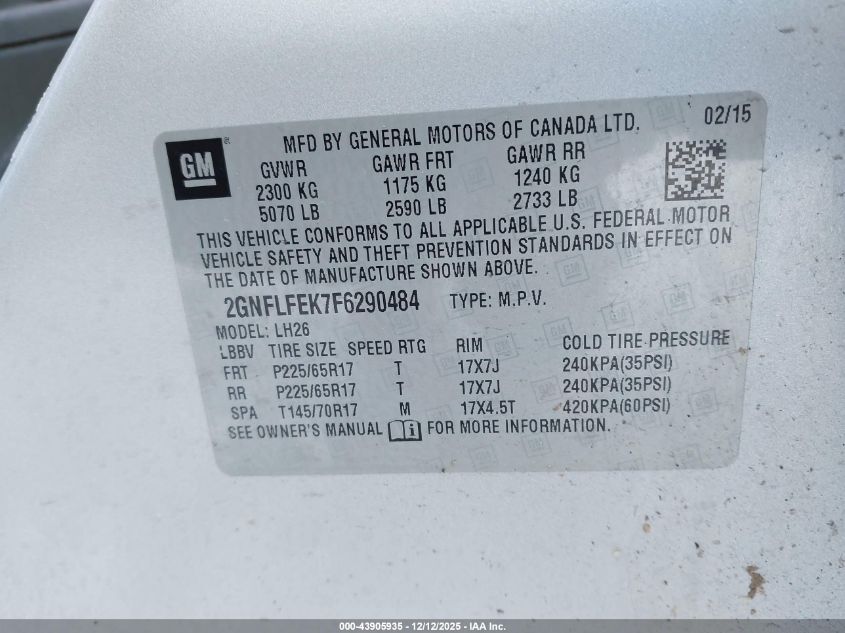 GM
MFD BY GENERAL MOTORS OF CANADA LTD. 02/15
GVWR GAWR FRT GAWR RR
2300 KG 1175 KG 1240 KG
5070 LB 2590 LB 2733 LB
THIS VEHICLE CONFORMS TO ALL APPLICABLE U.S. FEDERAL MOTOR
VEHICLE SAFETY AND THEFT PREVENTION STANDARDS IN EFFECT ON
THE DATE OF MANUFACTURE SHOWN ABOVE.
2GNFLFEK7F6290484 TYPE: M.P.V.
MODEL: LH26
LBBV TIRE SIZE SPEED RTG RIM COLD TIRE PRESSURE
FRT P225/65R17 T 17X7J 240KPA(35PSI)
RR P225/65R17 T 17X7J 240KPA(35PSI)
SPA T145/70R17 M 17X4.5T 420KPA(60PSI)
SEE OWNER'S MANUAL FOR MORE INFORMATION.
000-43905935 - 12/12/2025 - IAA Inc.